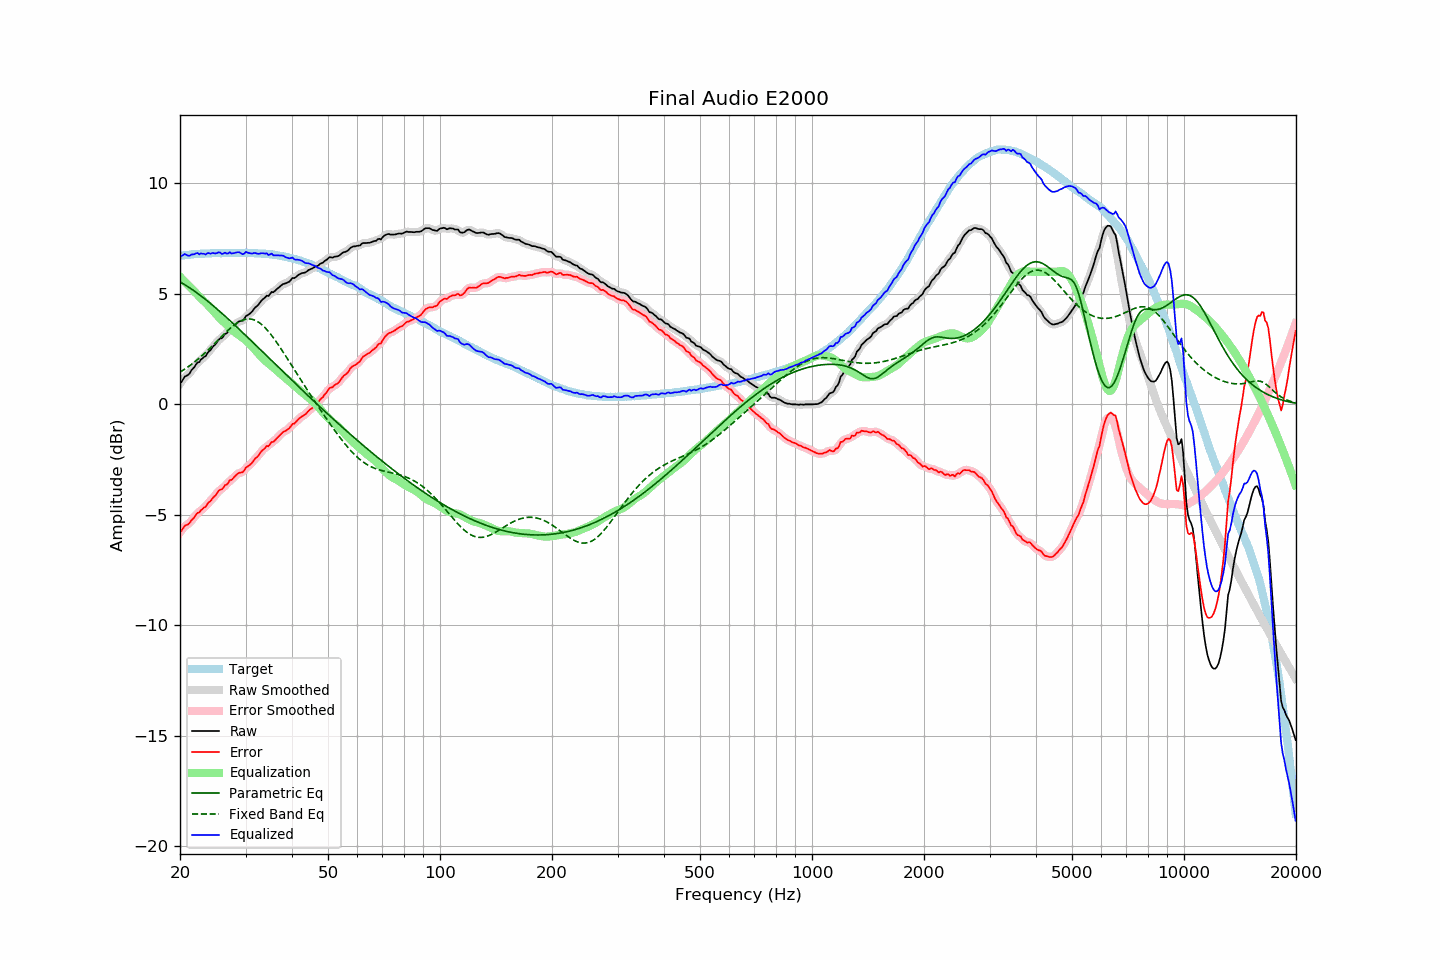 Final Audio E2000
Amplitude (dBr)
10
5
0
−5
−10
−15
−20
Target
Raw Smoothed
Error Smoothed
Raw
Error
Equalization
Parametric Eq
Fixed Band Eq
Equalized
20 50 100 200 500 1000 2000 5000 10000 20000
Frequency (Hz)